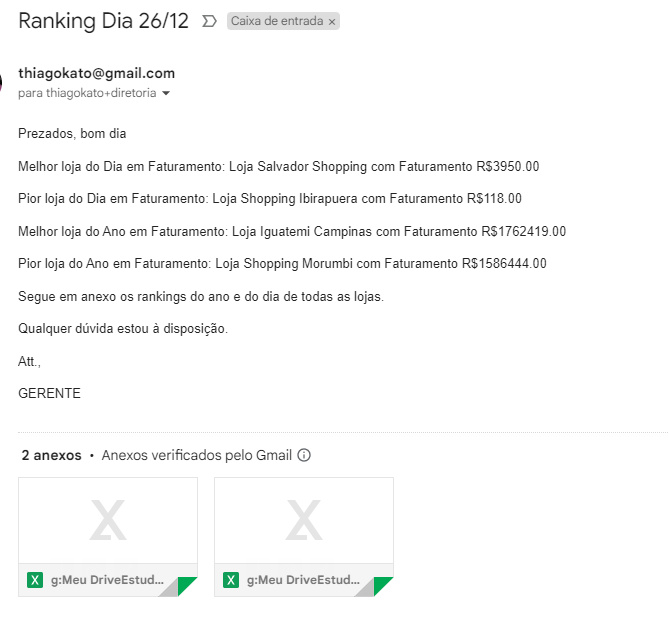 Ranking Dia 26/12 Caixa de entrada ×
thiagokato@gmail.com
para thiagokato+diretoria
Prezados, bom dia
Melhor loja do Dia em Faturamento: Loja Salvador Shopping com Faturamento R$3950.00
Pior loja do Dia em Faturamento: Loja Shopping Ibirapuera com Faturamento R$118.00
Melhor loja do Ano em Faturamento: Loja Iguatemi Campinas com Faturamento R$1762419.00
Pior loja do Ano em Faturamento: Loja Shopping Morumbi com Faturamento R$1586444.00
Segue em anexo os rankings do ano e do dia de todas as lojas.
Qualquer dúvida estou à disposição.
Att.,
GERENTE
2 anexos • Anexos verificados pelo Gmail
X X
X g:Meu DriveEstud... X g:Meu DriveEstud...